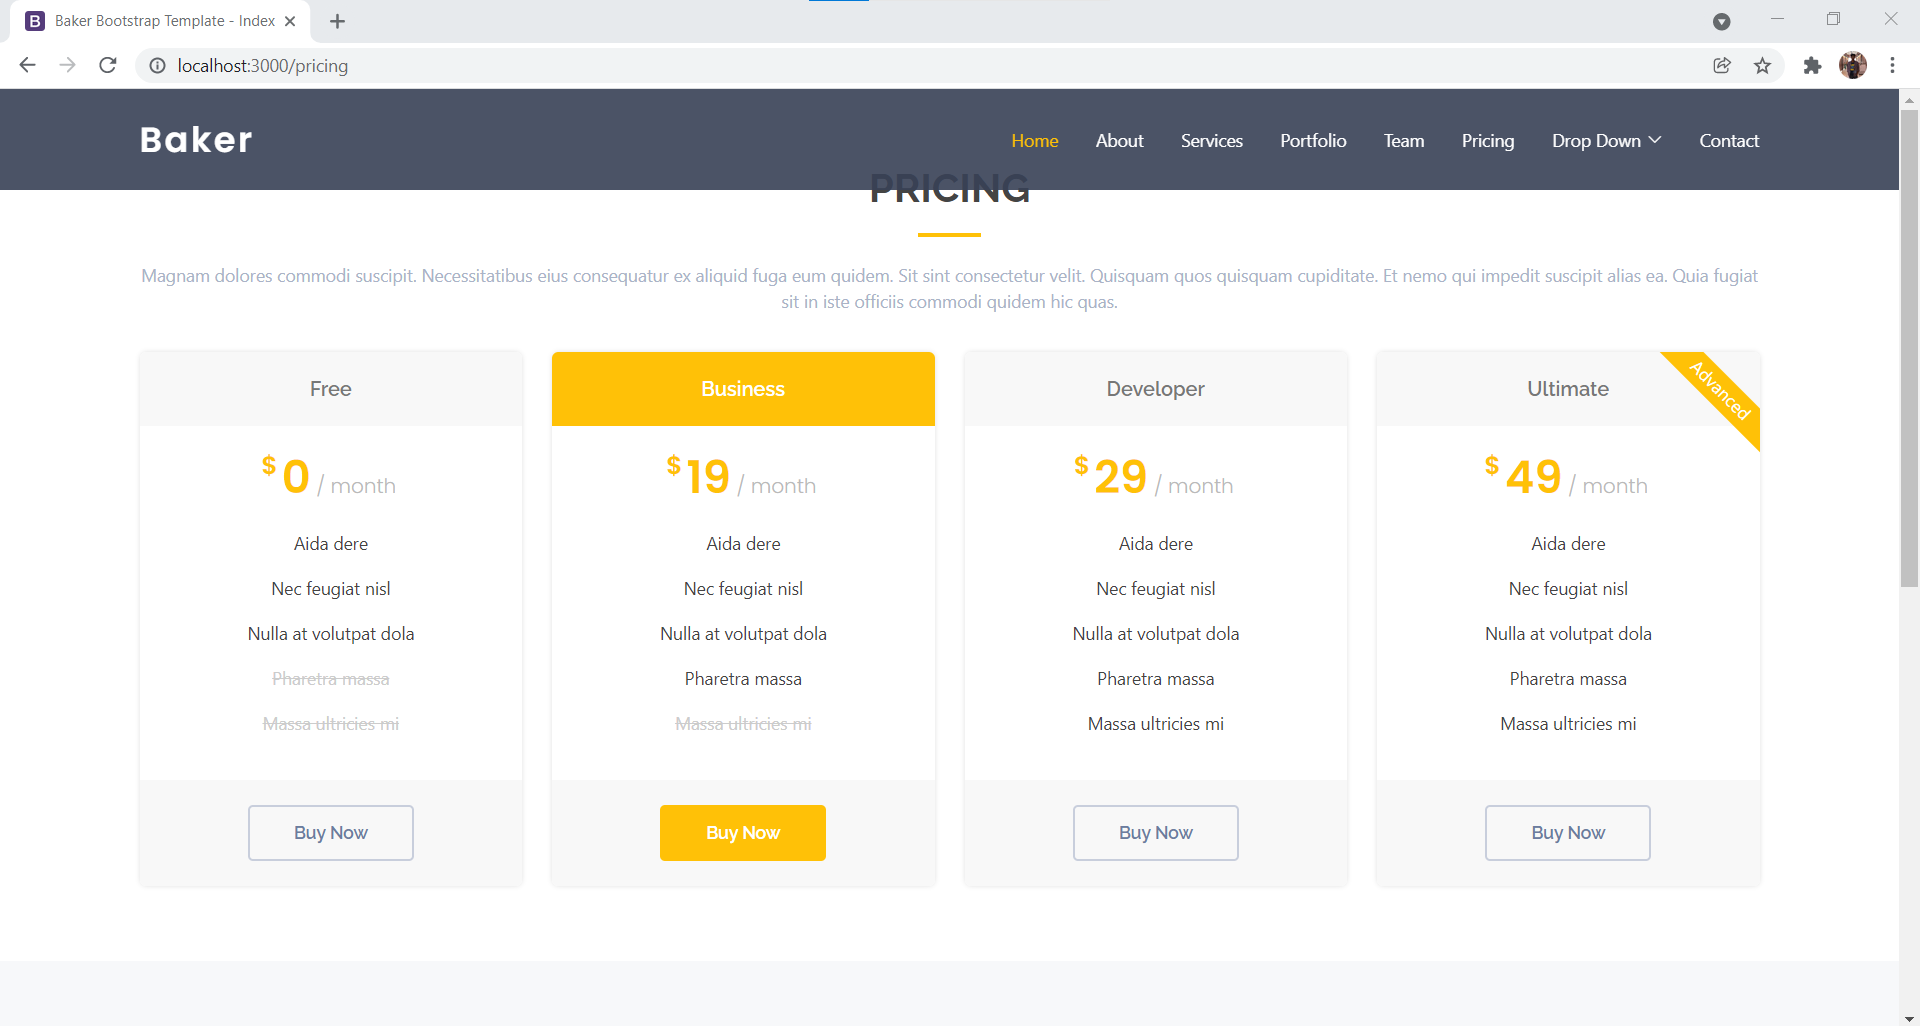 Baker Bootstrap Template - Index
localhost:3000/pricing
Baker
Home About Services Portfolio Team Pricing Drop Down Contact
PRICING
Magnam dolores commodi suscipit. Necessitatibus eius consequatur ex aliquid fuga eum quidem. Sit sint consectetur velit. Quisquam quos quisquam cupiditate. Et nemo qui impedit suscipit alias ea. Quia fugiat
sit in iste officiis commodi quidem hic quas.
Free
$0 / month
Aida dere
Nec feugiat nisl
Nulla at volutpat dola
Pharetra massa
Massa ultricies mi
Buy Now
Business
$19 / month
Aida dere
Nec feugiat nisl
Nulla at volutpat dola
Pharetra massa
Massa ultricies mi
Buy Now
Developer
$29 / month
Aida dere
Nec feugiat nisl
Nulla at volutpat dola
Pharetra massa
Massa ultricies mi
Buy Now
Ultimate
Advanced
$49 / month
Aida dere
Nec feugiat nisl
Nulla at volutpat dola
Pharetra massa
Massa ultricies mi
Buy Now